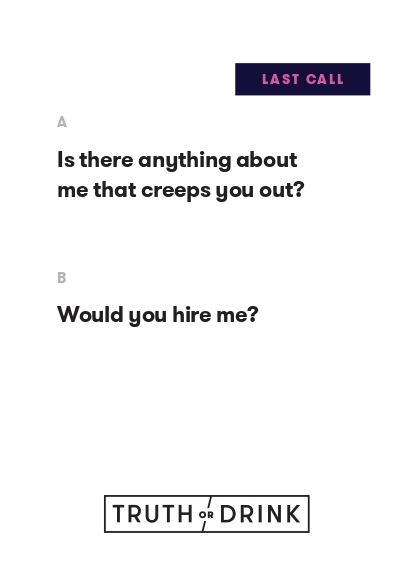 LAST CALL
A
Is there anything about
me that creeps you out?
B
Would you hire me?
TRUTH OR DRINK